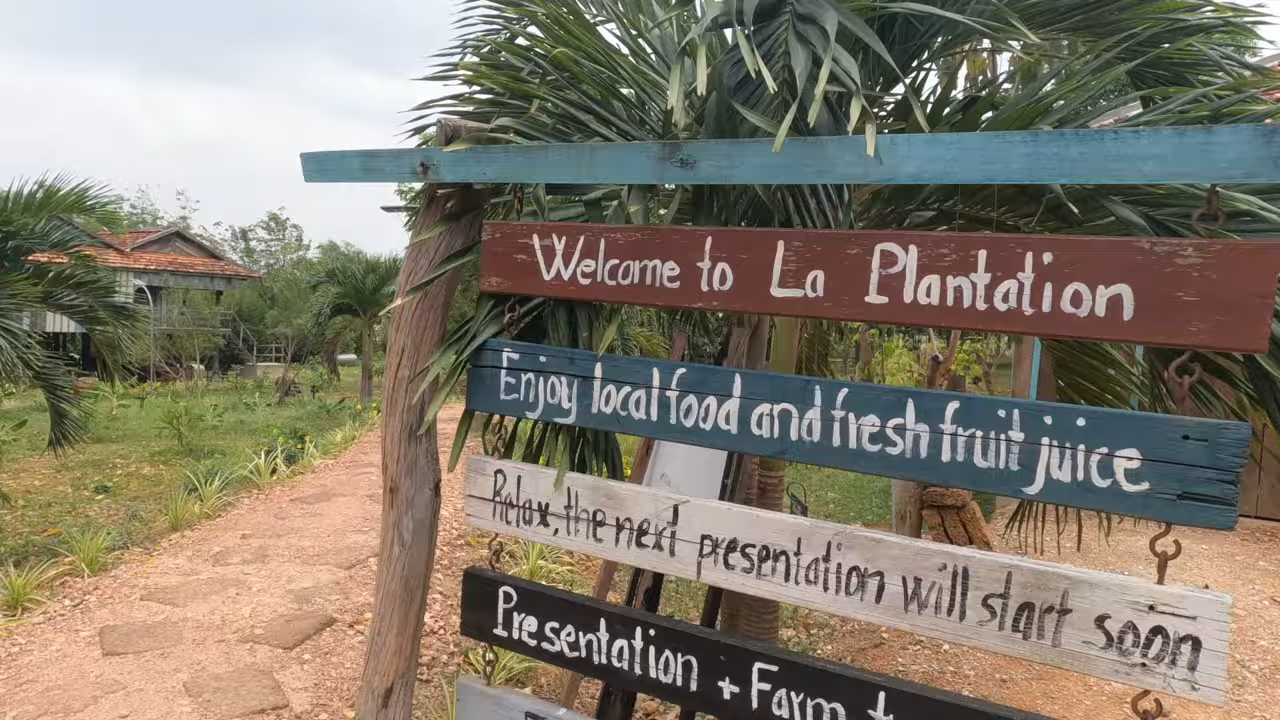 Welcome to La Plantation
Enjoy local food and fresh fruit juice
Relax, the next presentation will start soon
Presentation + Farm